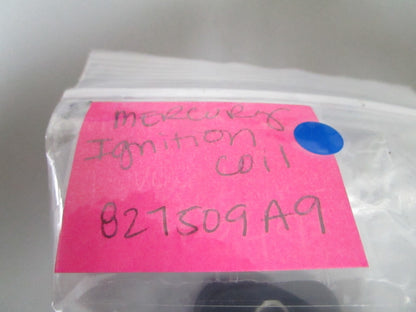 MERCURY
Ignition
coil
827509A9